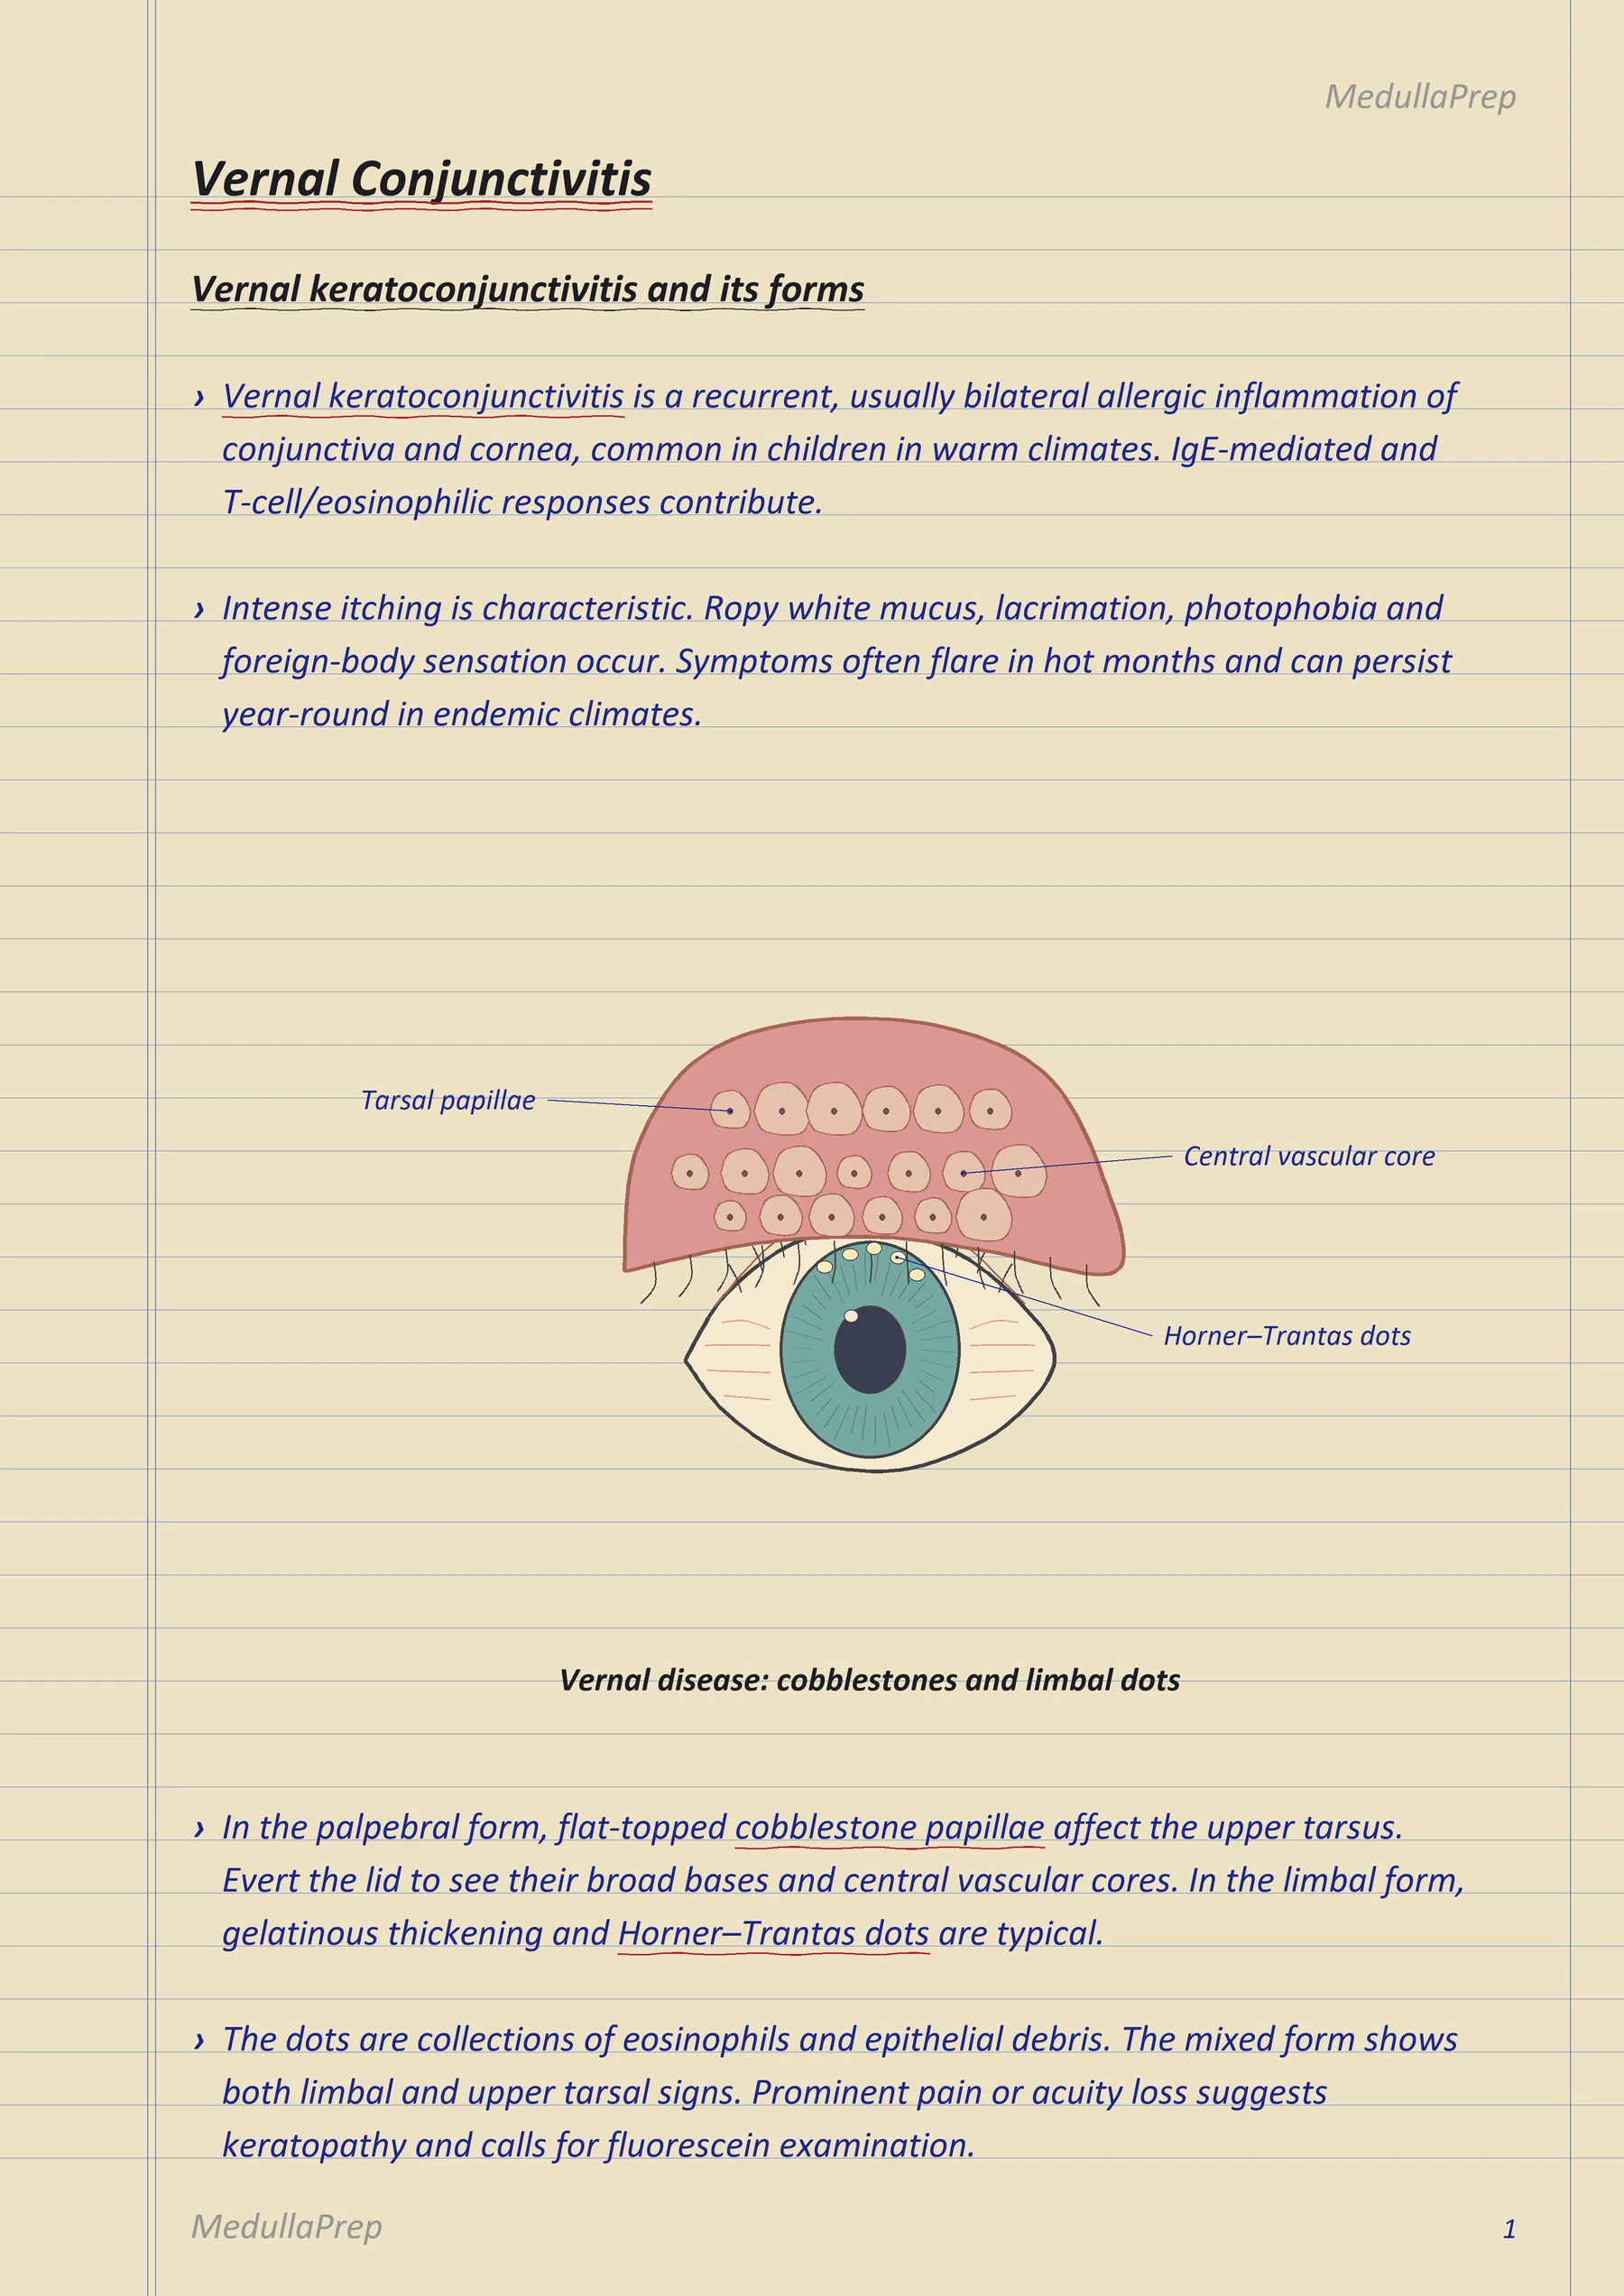 MedullaPrep
Vernal Conjunctivitis
Vernal keratoconjunctivitis and its forms
› Vernal keratoconjunctivitis is a recurrent, usually bilateral allergic inflammation of
conjunctiva and cornea, common in children in warm climates. IgE-mediated and
T-cell/eosinophilic responses contribute.
› Intense itching is characteristic. Ropy white mucus, lacrimation, photophobia and
foreign-body sensation occur. Symptoms often flare in hot months and can persist
year-round in endemic climates.
Tarsal papillae
Central vascular core
Horner–Trantas dots
Vernal disease: cobblestones and limbal dots
› In the palpebral form, flat-topped cobblestone papillae affect the upper tarsus.
Evert the lid to see their broad bases and central vascular cores. In the limbal form,
gelatinous thickening and Horner–Trantas dots are typical.
› The dots are collections of eosinophils and epithelial debris. The mixed form shows
both limbal and upper tarsal signs. Prominent pain or acuity loss suggests
keratopathy and calls for fluorescein examination.
MedullaPrep
1